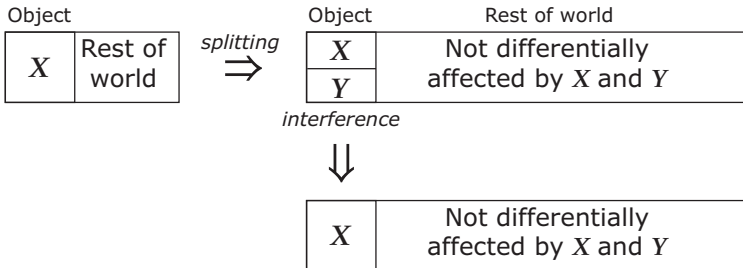 Object
X
Rest of
world
splitting
⇒
Object
Rest of world
X
Y
Not differentially
affected by X and Y
interference
⇓
X
Not differentially
affected by X and Y